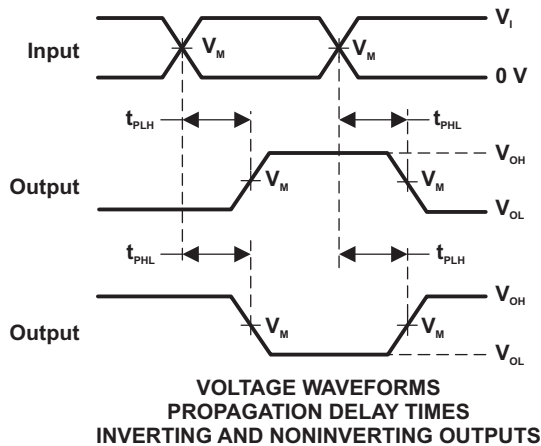 V_I
Input
V_M
V_M
0 V
t_PLH
t_PHL
V_OH
Output
V_M
V_M
V_OL
t_PHL
t_PLH
V_OH
Output
V_M
V_M
V_OL
VOLTAGE WAVEFORMS
PROPAGATION DELAY TIMES
INVERTING AND NONINVERTING OUTPUTS